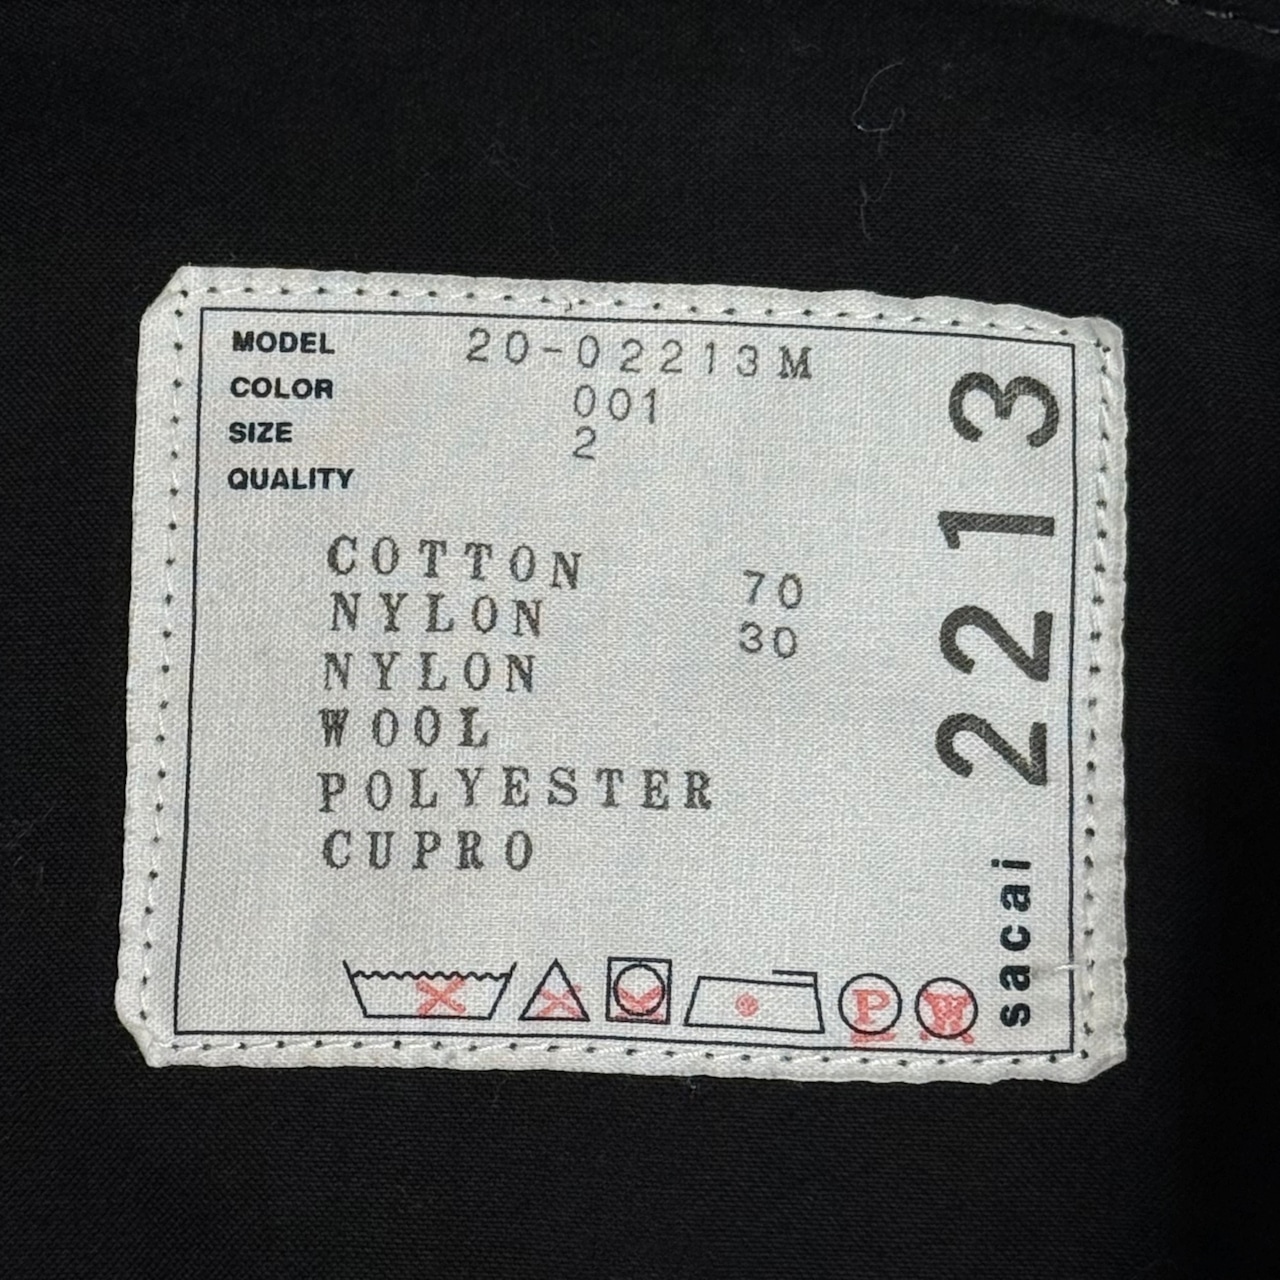 MODEL 20-02213M
COLOR 001
SIZE 2
QUALITY
COTTON 70
NYLON 30
NYLON
WOOL
POLYESTER
CUPRO
P W
sacai 2213